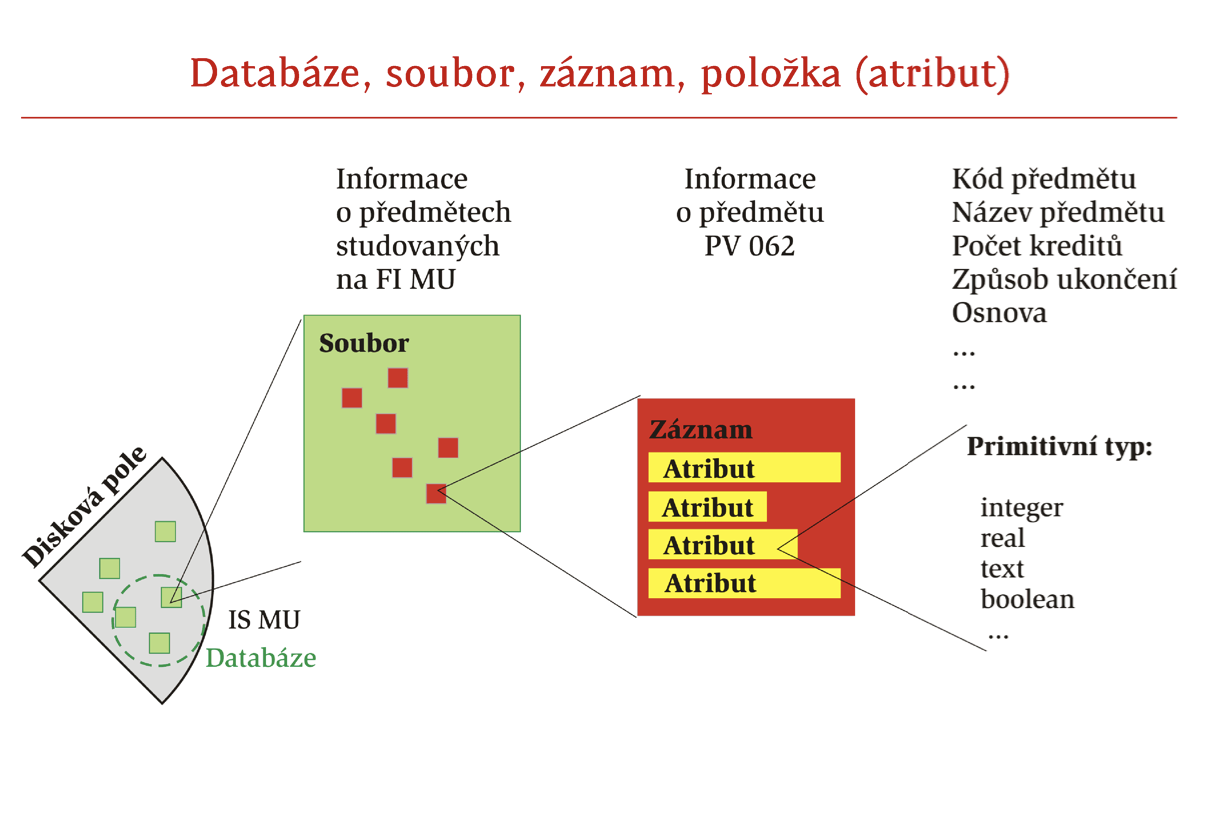 Databáze, soubor, záznam, položka (atribut)
Informace
o předmětech
studovaných
na FI MU
Informace
o předmětu
PV 062
Kód předmětu
Název předmětu
Počet kreditů
Způsob ukončení
Osnova
...
...
Soubor
Záznam
Atribut
Atribut
Atribut
Atribut
Primitivní typ:
integer
real
text
boolean
...
Disková pole
IS MU
Databáze